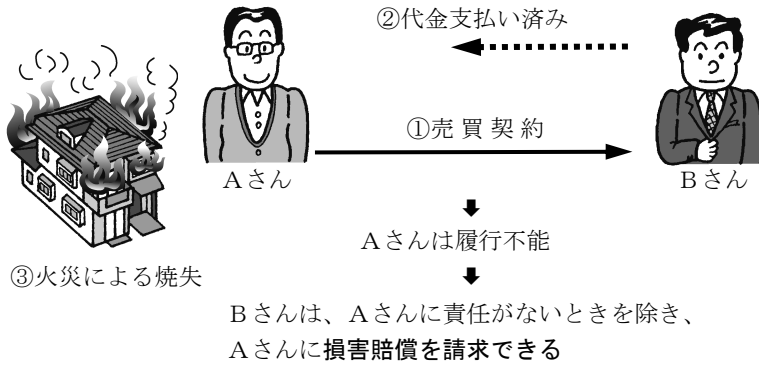 ②代金支払い済み
①売 買 契 約
Aさん
Bさん
③火災による焼失
Aさんは履行不能
Bさんは、Aさんに責任がないときを除き、
Aさんに損害賠償を請求できる